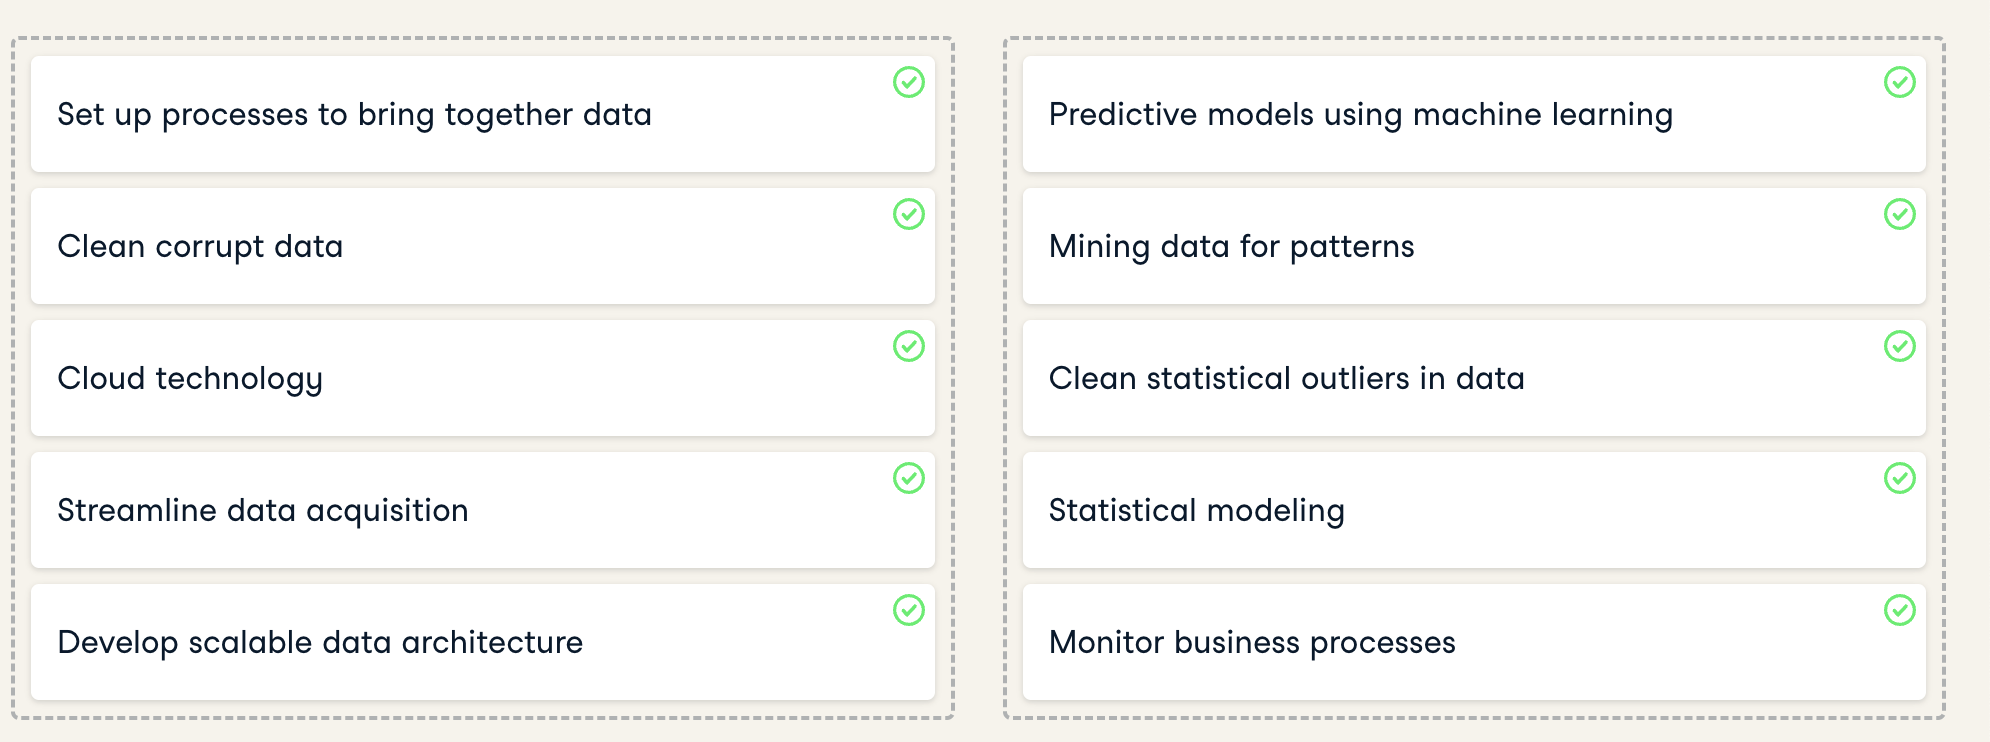 Set up processes to bring together data
Clean corrupt data
Cloud technology
Streamline data acquisition
Develop scalable data architecture
Predictive models using machine learning
Mining data for patterns
Clean statistical outliers in data
Statistical modeling
Monitor business processes